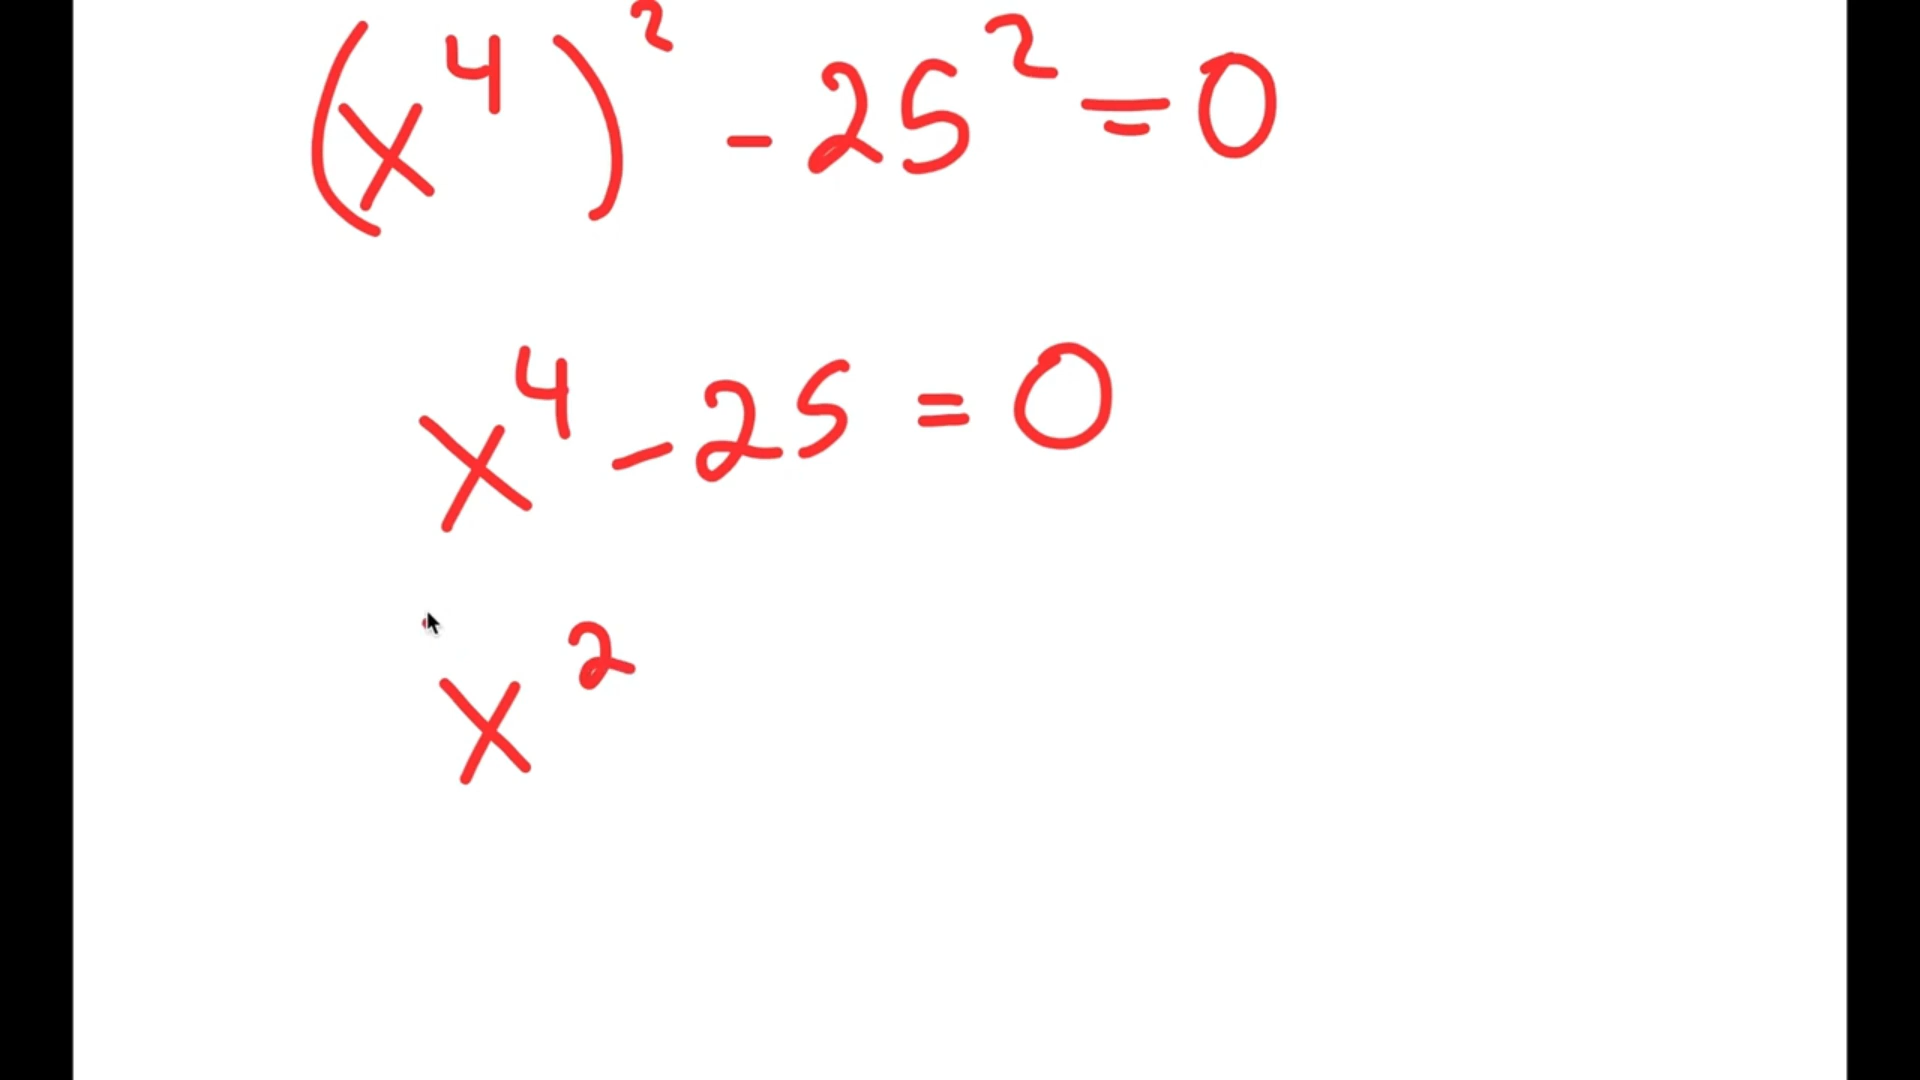 (x⁴)² - 25² = 0
x⁴ - 25 = 0
x²